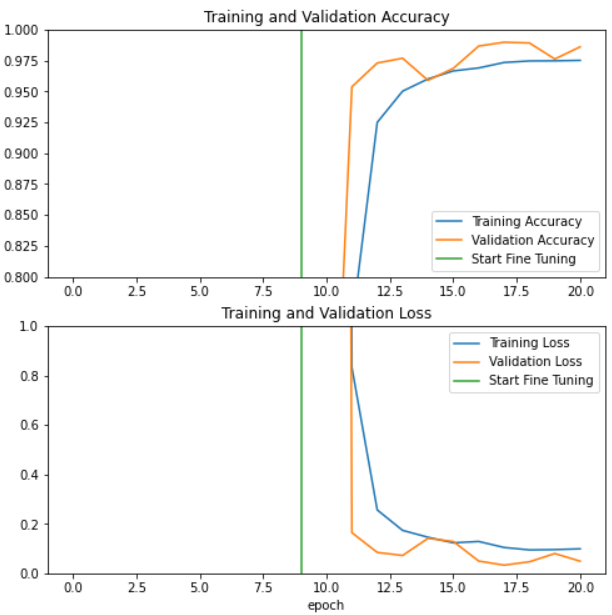 Training and Validation Accuracy
1.000
0.975
0.950
0.925
0.900
0.875
0.850
0.825
0.800
Training Accuracy
Validation Accuracy
Start Fine Tuning
0.0 2.5 5.0 7.5 10.0 12.5 15.0 17.5 20.0
Training and Validation Loss
1.0
0.8
0.6
0.4
0.2
0.0
Training Loss
Validation Loss
Start Fine Tuning
0.0 2.5 5.0 7.5 10.0 12.5 15.0 17.5 20.0
epoch